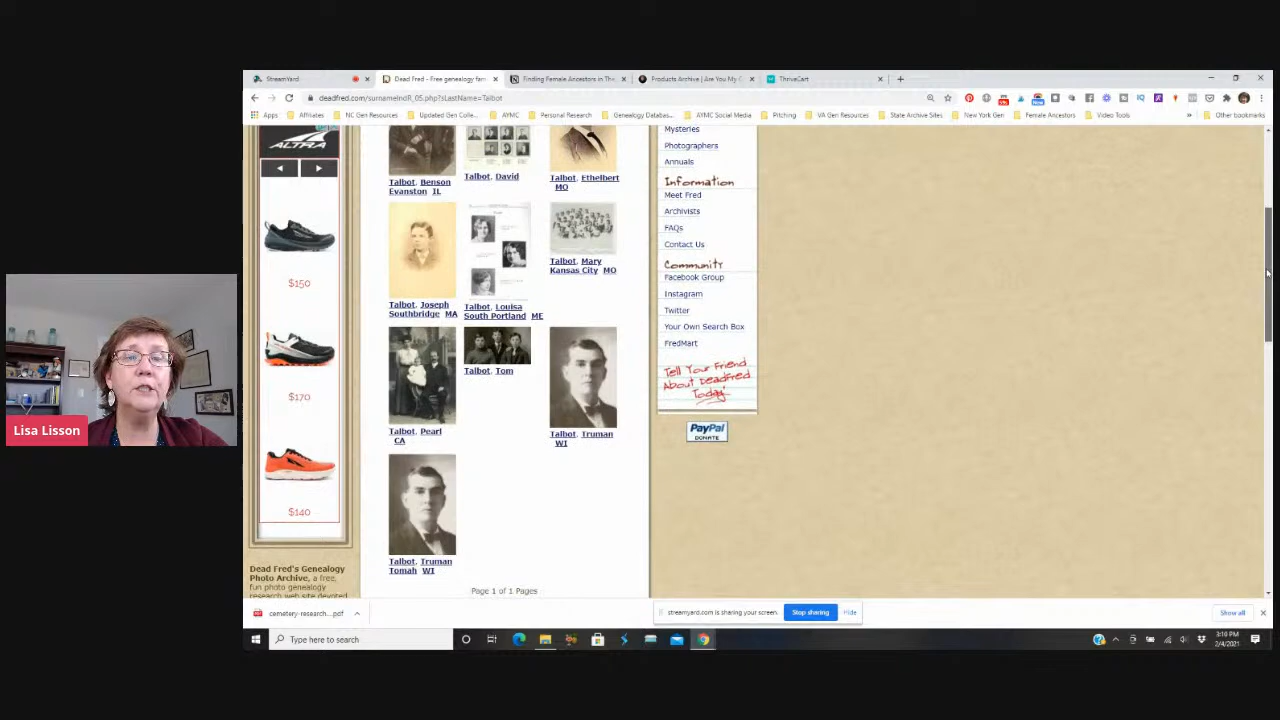 StreamYard
Dead Fred - Free genealogy fam
Finding Female Ancestors in The
Products Archive | Are You My C
ThriveCart
deadfred.com/surnameIndR_05.php?sLastName=Talbot
Apps
Affiliates
NC Gen Resources
Updated Gen Colle...
AYMC
Personal Research
Genealogy Databas...
AYMC Social Media
Pitching
VA Gen Resources
State Archive Sites
New York Gen
Female Ancestors
Video Tools
Other bookmarks
ALTRA
$150
$170
$140
Dead Fred's Genealogy
Photo Archive, a free,
fun photo genealogy
research web site devoted
Talbot, Benson
Evanston IL
Talbot, David
Talbot, Ethelbert
MO
Talbot, Joseph
Southbridge MA
Talbot, Louisa
South Portland ME
Talbot, Mary
Kansas City MO
Talbot, Pearl
CA
Talbot, Tom
Talbot, Truman
WI
Talbot, Truman
Tomah WI
Page 1 of 1 Pages
Mysteries
Photographers
Annuals
Information
Meet Fred
Archivists
FAQs
Contact Us
Community
Facebook Group
Instagram
Twitter
Your Own Search Box
FredMart
Tell Your Friend
About DeadFred
Today!
PayPal
DONATE
Lisa Lisson
cemetery-research....pdf
streamyard.com is sharing your screen.
Stop sharing
Hide
Show all
Type here to search
3:16 PM
2/4/2021